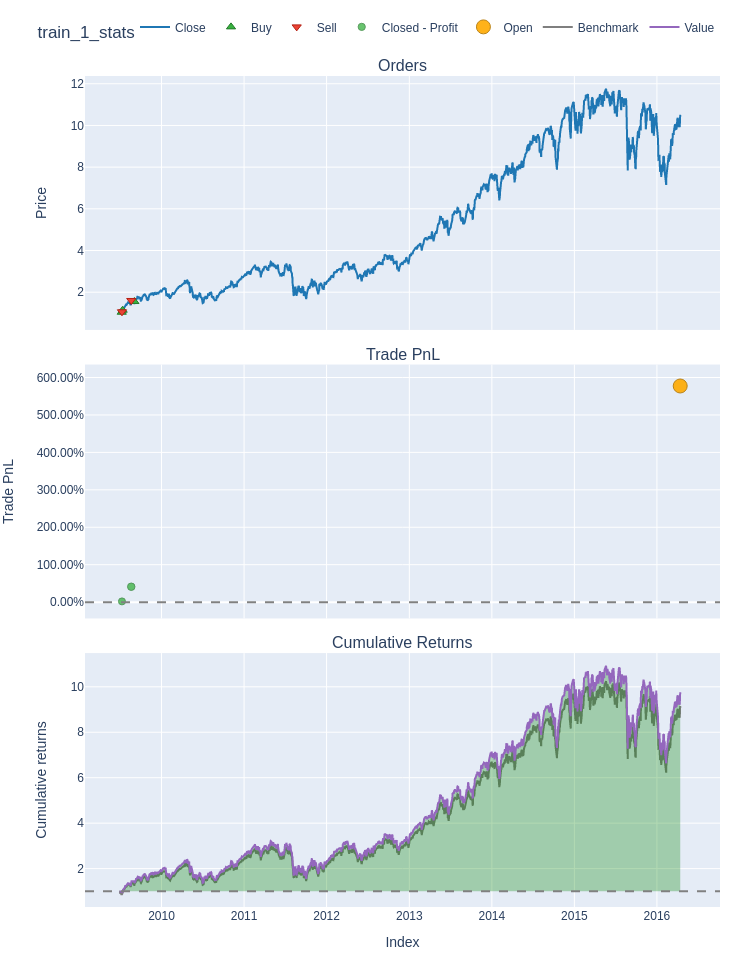 train_1_stats
Close Buy Sell Closed - Profit Open Benchmark Value
Orders
12
10
8
6
4
2
Price
Trade PnL
600.00%
500.00%
400.00%
300.00%
200.00%
100.00%
0.00%
Trade PnL
Cumulative Returns
10
8
6
4
2
Cumulative returns
2010 2011 2012 2013 2014 2015 2016
Index